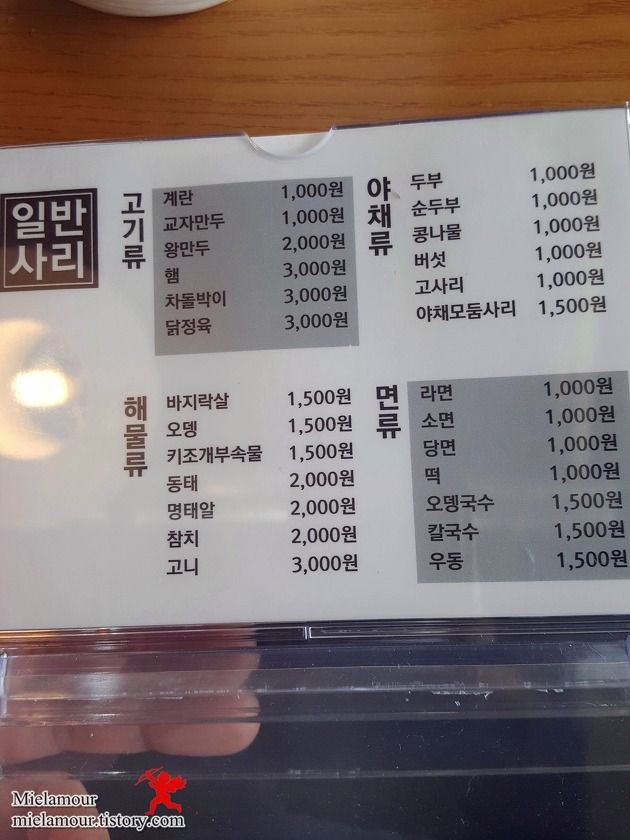 일반
사리
고기류
계란 1,000원
교자만두 1,000원
왕만두 2,000원
햄 3,000원
차돌박이 3,000원
닭정육 3,000원
야채류
두부 1,000원
순두부 1,000원
콩나물 1,000원
버섯 1,000원
고사리 1,000원
야채모둠사리 1,500원
해물류
바지락살 1,500원
오뎅 1,500원
키조개부속물 1,500원
동태 2,000원
명태알 2,000원
참치 2,000원
고니 3,000원
면류
라면 1,000원
소면 1,000원
당면 1,000원
떡 1,000원
오뎅국수 1,500원
칼국수 1,500원
우동 1,500원
Mielamour
mielamour.tistory.com